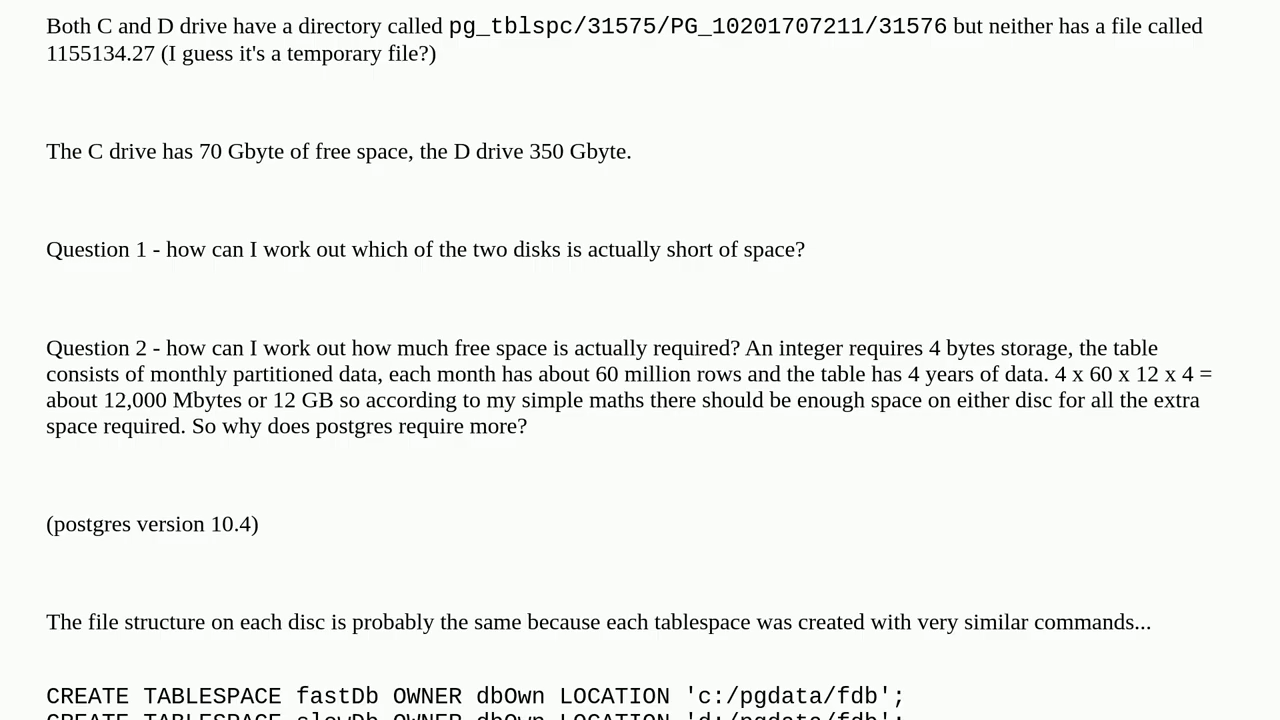 Both C and D drive have a directory called pg_tblspc/31575/PG_10201707211/31576 but neither has a file called
1155134.27 (I guess it's a temporary file?)
The C drive has 70 Gbyte of free space, the D drive 350 Gbyte.
Question 1 - how can I work out which of the two disks is actually short of space?
Question 2 - how can I work out how much free space is actually required? An integer requires 4 bytes storage, the table
consists of monthly partitioned data, each month has about 60 million rows and the table has 4 years of data. 4 x 60 x 12 x 4 =
about 12,000 Mbytes or 12 GB so according to my simple maths there should be enough space on either disc for all the extra
space required. So why does postgres require more?
(postgres version 10.4)
The file structure on each disc is probably the same because each tablespace was created with very similar commands...
CREATE TABLESPACE fastDb OWNER dbOwn LOCATION 'c:/pgdata/fdb';
CREATE TABLESPACE slowDb OWNER dbOwn LOCATION 'd:/pgdata/fdb';